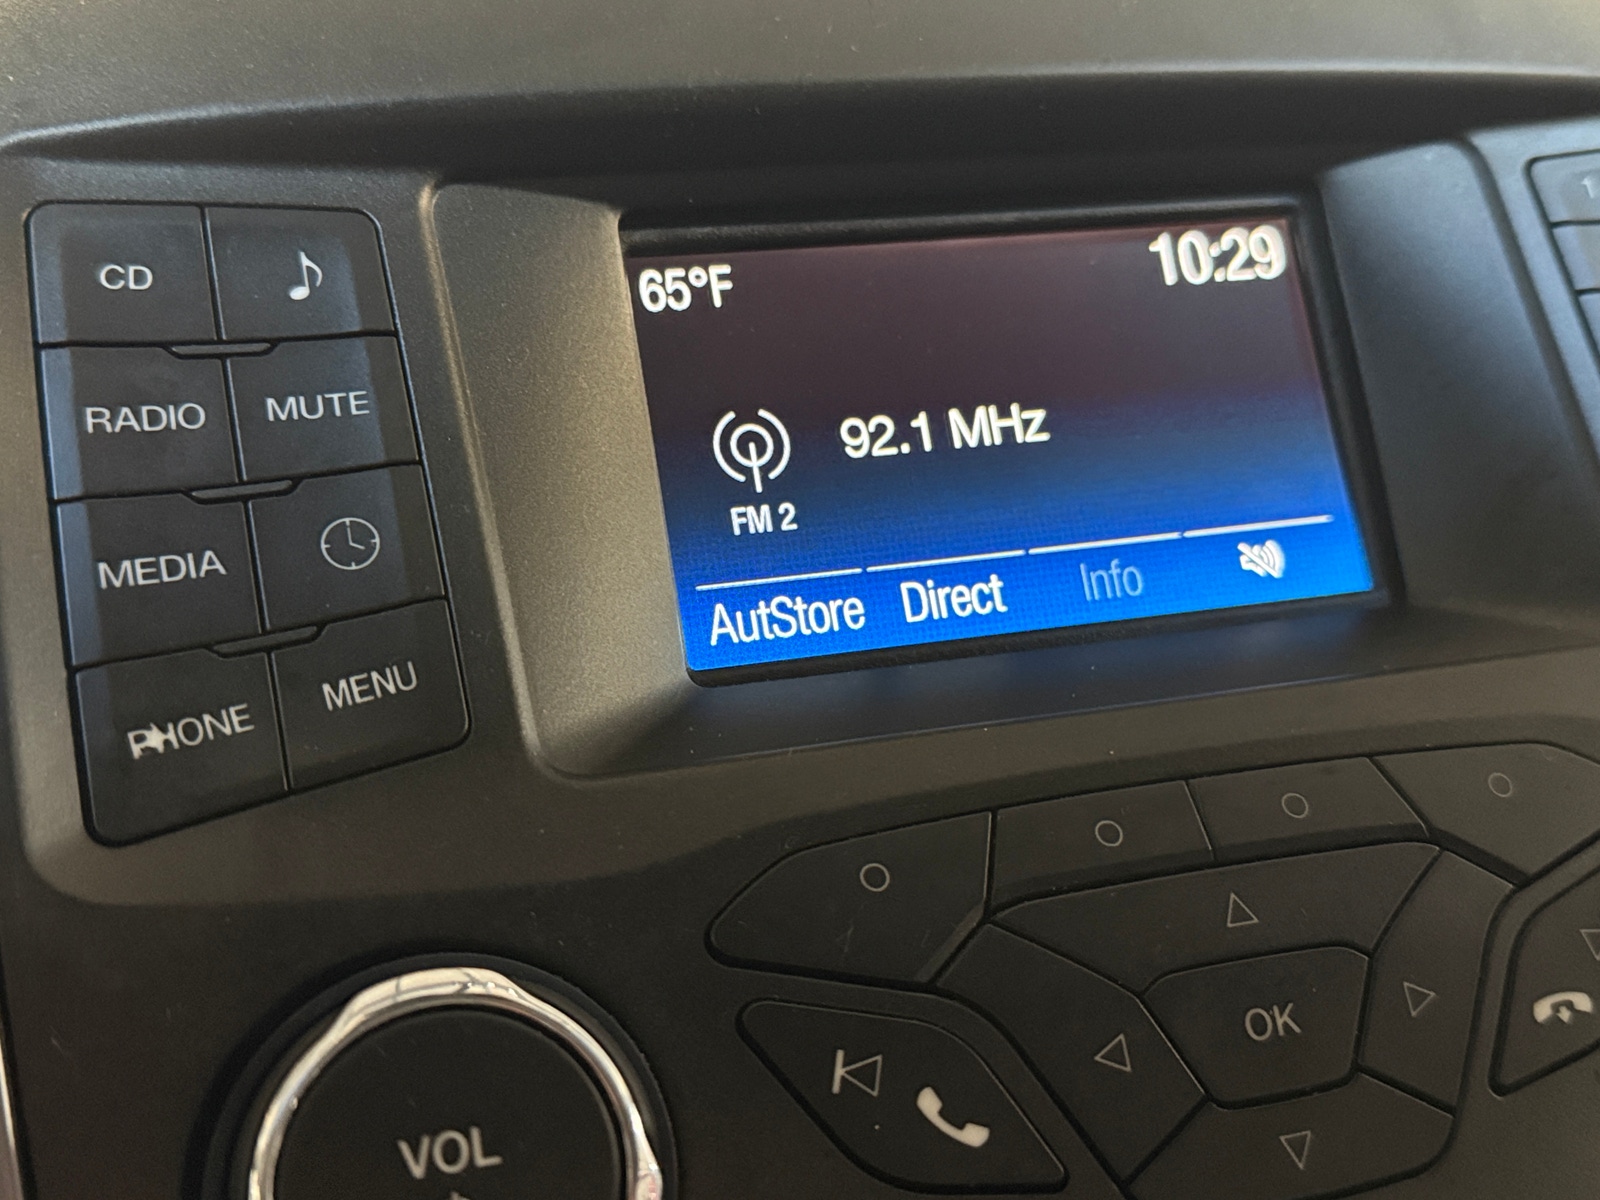 CD
RADIO
MUTE
MEDIA
PHONE
MENU
65°F
10:29
92.1 MHz
FM 2
AutStore
Direct
Info
OK
VOL
1